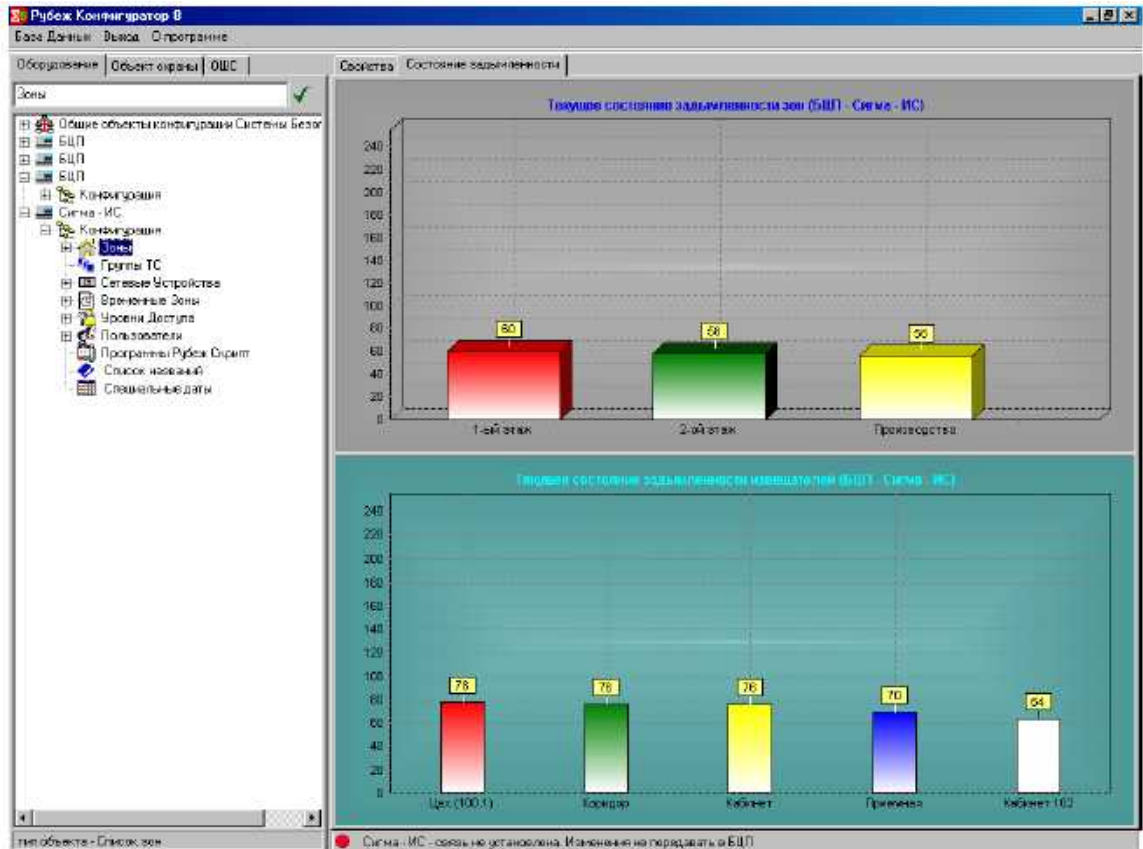 Рубеж Конфигуратор 8
База Данных Выход О программе
Оборудование Объект охраны ОШС
Зоны
Общие объекты конфигурации Системы Безоп
БЦП
БЦП
БЦП
Конфигурация
Сигма - ИС
Конфигурация
Зоны
Группы ТС
Сетевые Устройства
Временные Зоны
Уровни Доступа
Пользователи
Программы Рубеж Скрипт
Список названий
Специальные даты
тип объекта - Список зон
Свойства Состояние задымленности
Текущее состояние задымленности зон (БЦП - Сигма - ИС)
240
220
200
180
160
140
120
100
80
60
40
20
0
60
58
56
1-ый этаж
2-ой этаж
Производство
Текущее состояние задымленности извещателей (БЦП - Сигма - ИС)
240
220
200
180
160
140
120
100
80
60
40
20
0
78
76
76
70
64
Цех (100.1)
Коридор
Кабинет
Приемная
Кабинет 102
Сигма - ИС - связь не установлена. Изменения не передавать в БЦП